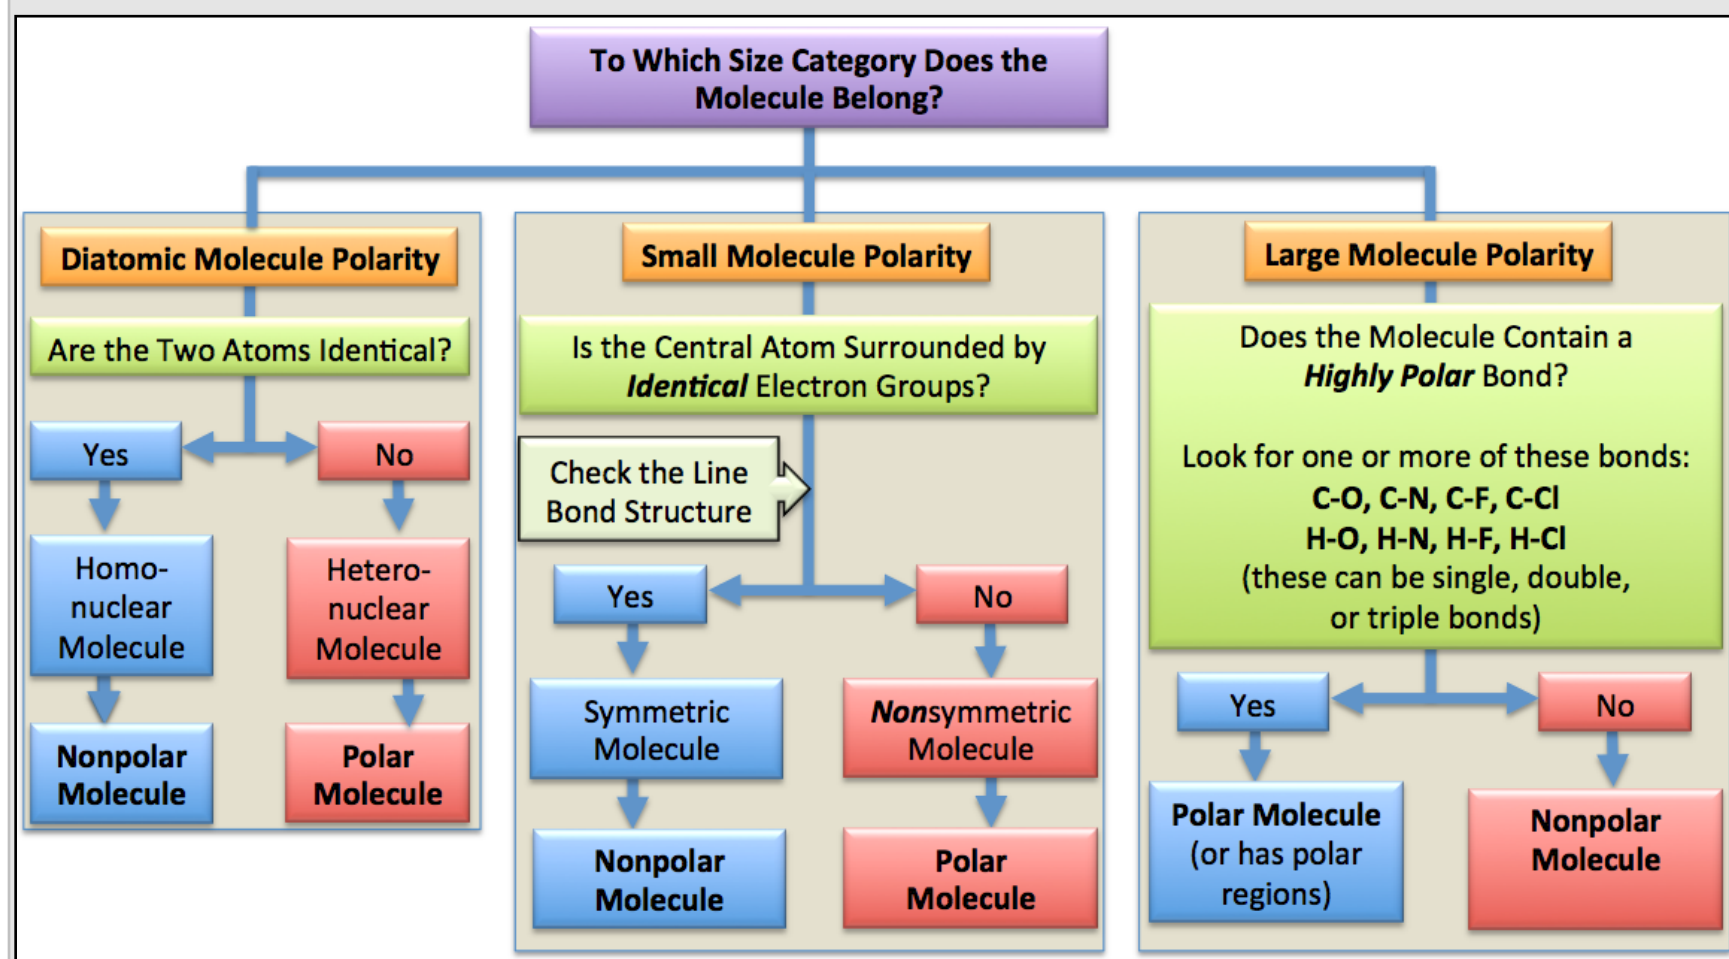 To Which Size Category Does the
Molecule Belong?
Diatomic Molecule Polarity
Are the Two Atoms Identical?
Yes
No
Homo-
nuclear
Molecule
Hetero-
nuclear
Molecule
Nonpolar
Molecule
Polar
Molecule
Small Molecule Polarity
Is the Central Atom Surrounded by
Identical Electron Groups?
Check the Line
Bond Structure
Yes
No
Symmetric
Molecule
Nonsymmetric
Molecule
Nonpolar
Molecule
Polar
Molecule
Large Molecule Polarity
Does the Molecule Contain a
Highly Polar Bond?
Look for one or more of these bonds:
C-O, C-N, C-F, C-Cl
H-O, H-N, H-F, H-Cl
(these can be single, double,
or triple bonds)
Yes
No
Polar Molecule
(or has polar
regions)
Nonpolar
Molecule